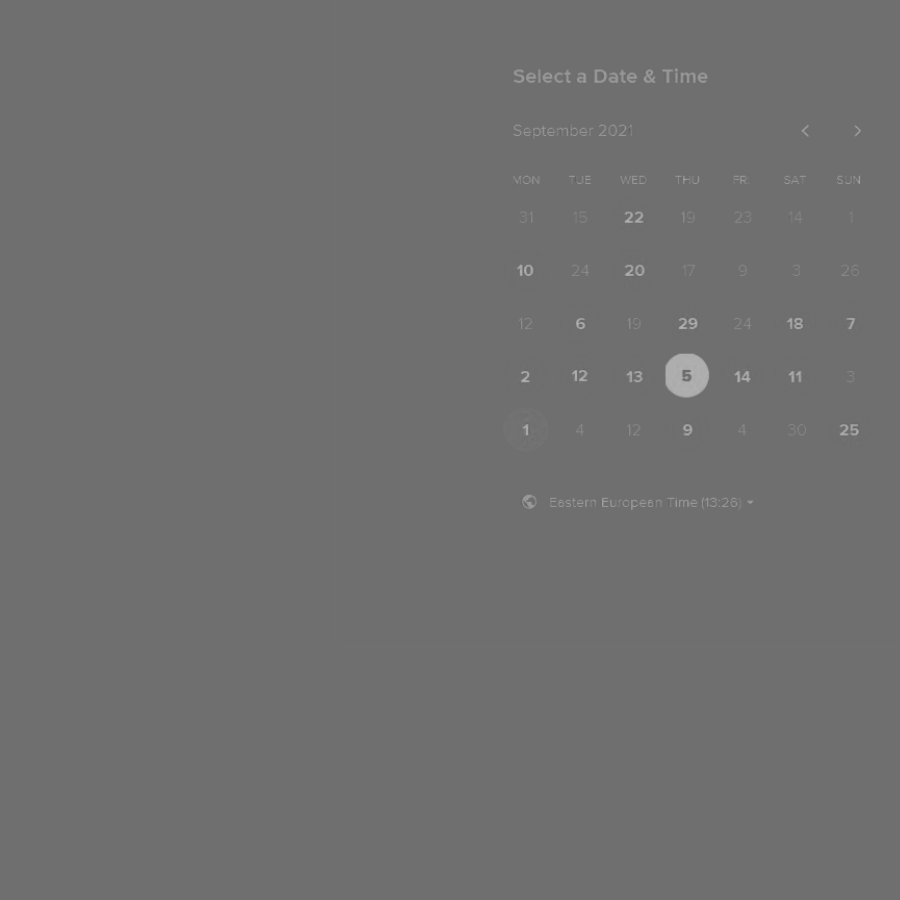 Select a Date & Time
September 2021
MON TUE WED THU FRI SAT SUN
31 15 22 19 23 14 1
10 24 20 17 9 3 26
12 6 19 29 24 18 7
2 12 13 5 14 11 3
1 4 12 9 4 30 25
Eastern European Time (13:26)